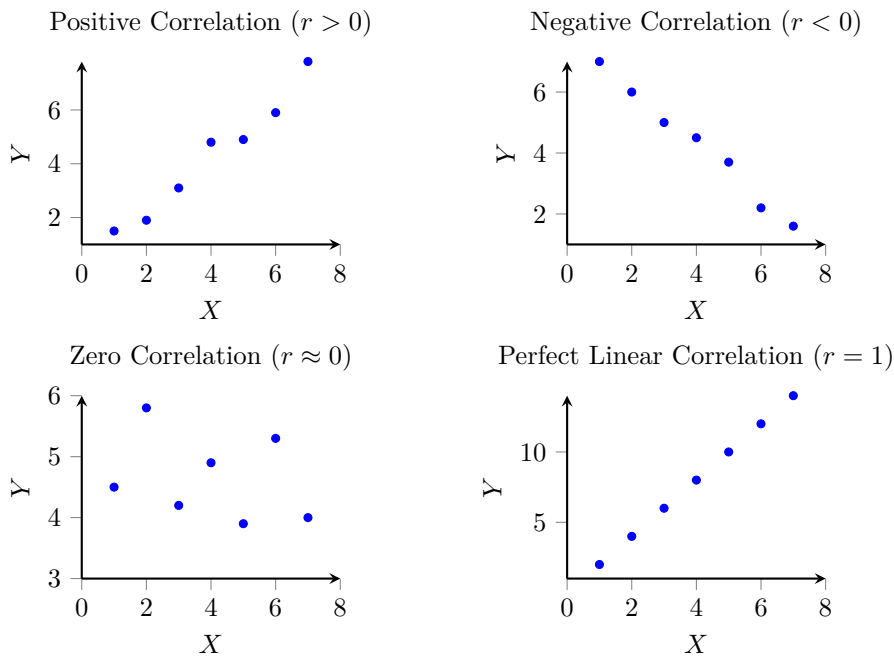 Positive Correlation (r > 0)
Y
6
4
2
0 2 4 6 8
X
Negative Correlation (r < 0)
Y
6
4
2
0 2 4 6 8
X
Zero Correlation (r ≈ 0)
Y
6
5
4
3
0 2 4 6 8
X
Perfect Linear Correlation (r = 1)
Y
10
5
0 2 4 6 8
X